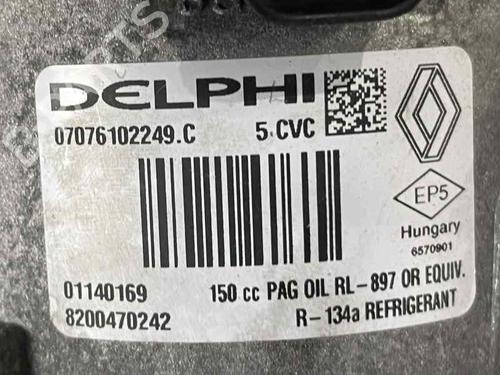 DELPHI
07076102249.C 5 CVC
EP5
Hungary
6570901
01140169 150 cc PAG OIL RL-897 OR EQUIV.
8200470242 R-134a REFRIGERANT